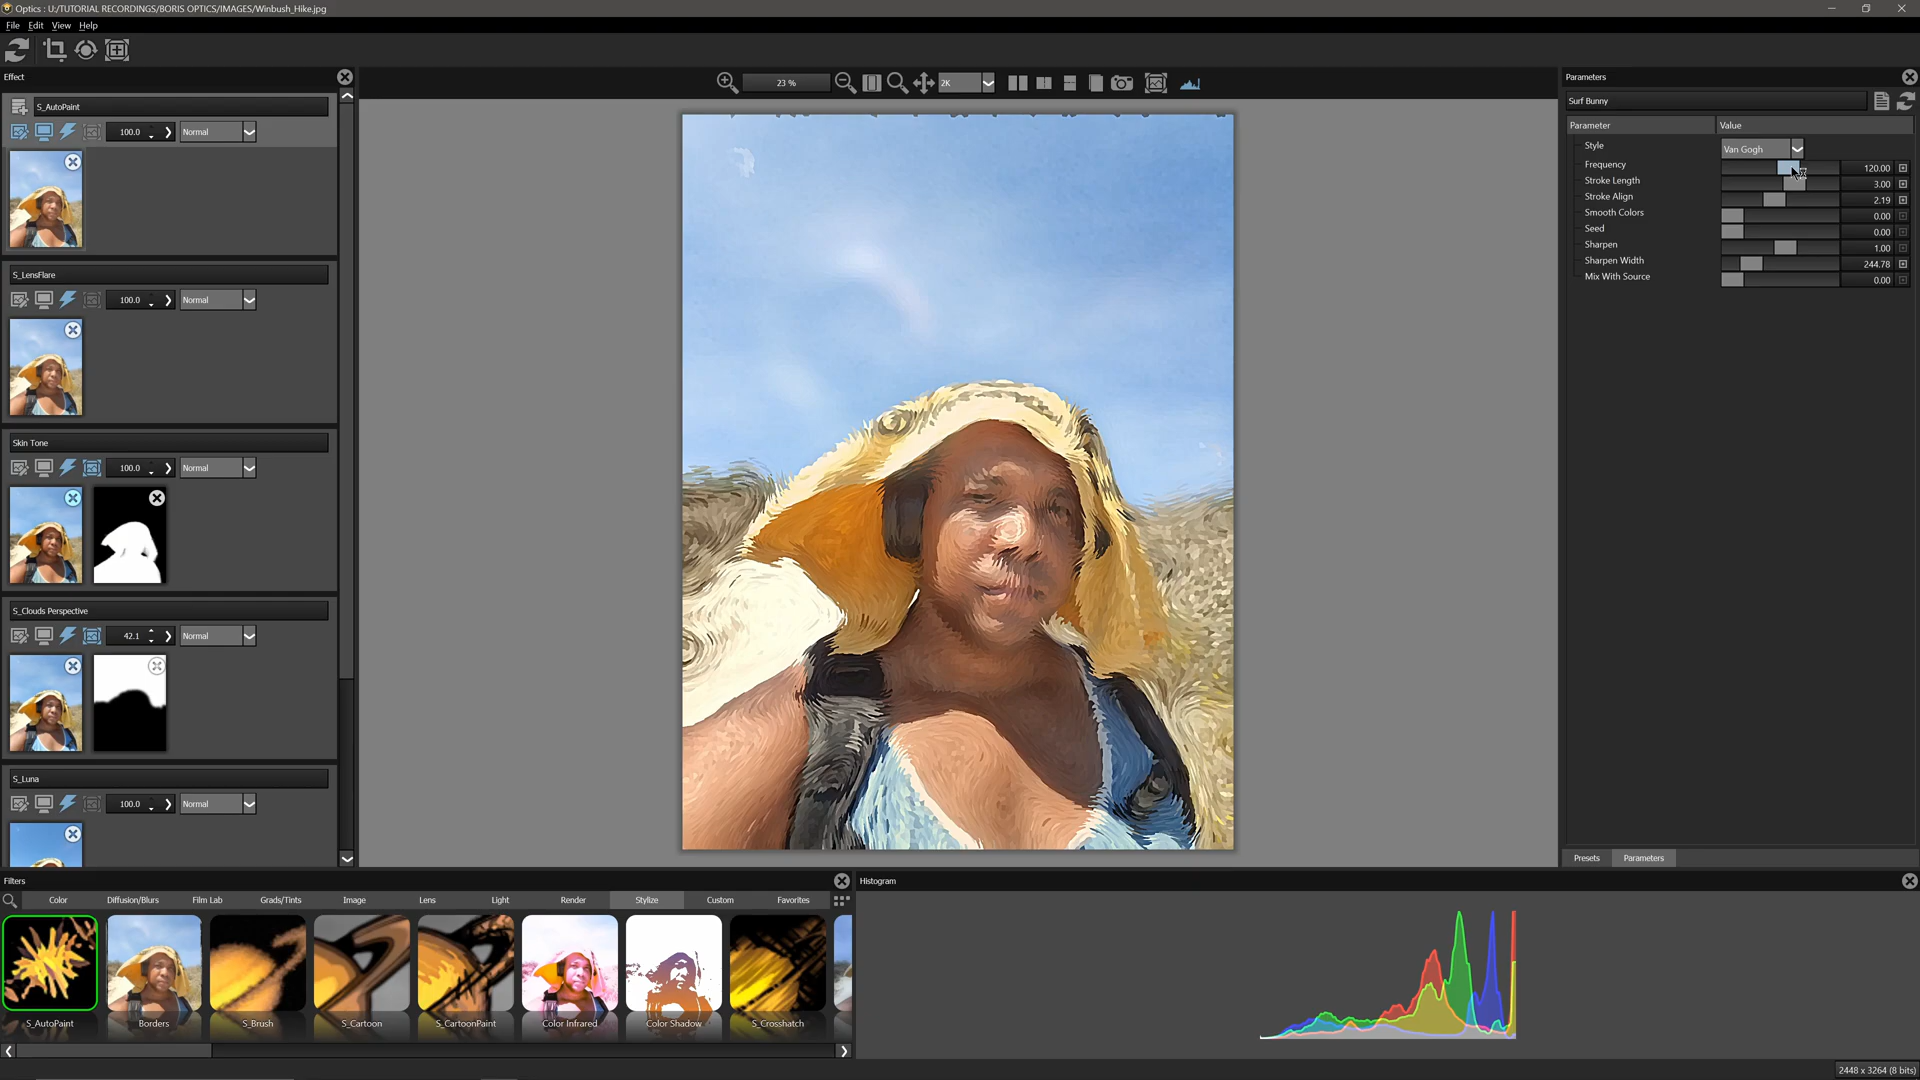 Optics : U:/TUTORIAL RECORDINGS/BORIS OPTICS/IMAGES/Winbush_Hike.jpg
File Edit View Help
Effect
S_AutoPaint
100.0 Normal
S_LensFlare
100.0 Normal
Skin Tone
100.0 Normal
S_Clouds Perspective
42.1 Normal
S_Luna
100.0 Normal
23 % 2K
Parameters
Surf Bunny
Parameter Value
Style Van Gogh
Frequency 120.00
Stroke Length 3.00
Stroke Align 2.19
Smooth Colors 0.00
Seed 0.00
Sharpen 1.00
Sharpen Width 244.78
Mix With Source 0.00
Presets Parameters
Filters
Color Diffusion/Blurs Film Lab Grads/Tints Image Lens Light Render Stylize Custom Favorites
S_AutoPaint Borders S_Brush S_Cartoon S_CartoonPaint Color Infrared Color Shadow S_Crosshatch
Histogram
2448 x 3264 (8 bits)